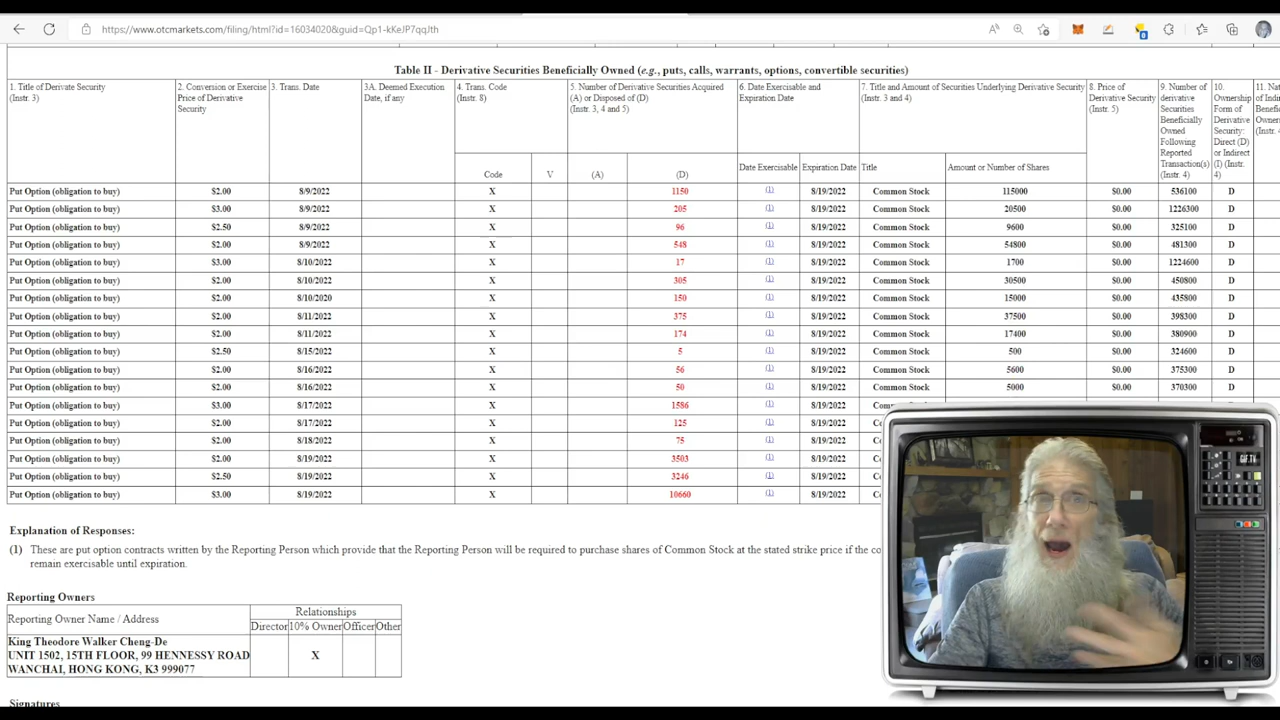 https://www.otcmarkets.com/filing/html?id=16034020&guid=Qp1-kKeJP7qqJth
Table II - Derivative Securities Beneficially Owned (e.g., puts, calls, warrants, options, convertible securities)
1. Title of Derivate Security (Instr. 3)
2. Conversion or Exercise Price of Derivative Security
3. Trans. Date
3A. Deemed Execution Date, if any
4. Trans. Code (Instr. 8)
5. Number of Derivative Securities Acquired (A) or Disposed of (D) (Instr. 3, 4 and 5)
6. Date Exercisable and Expiration Date
7. Title and Amount of Securities Underlying Derivative Security (Instr. 3 and 4)
8. Price of Derivative Security (Instr. 5)
9. Number of derivative Securities Beneficially Owned Following Reported Transaction(s) (Instr. 4)
10. Ownership Form of Derivative Security: Direct (D) or Indirect (I) (Instr. 4)
11. Nat of Indi Benefi Owner (Instr. 4
Code V (A) (D) Date Exercisable Expiration Date Title Amount or Number of Shares
Put Option (obligation to buy) $2.00 8/9/2022 X 1150 (1) 8/19/2022 Common Stock 115000 $0.00 536100 D
Put Option (obligation to buy) $3.00 8/9/2022 X 205 (1) 8/19/2022 Common Stock 20500 $0.00 1226300 D
Put Option (obligation to buy) $2.50 8/9/2022 X 96 (1) 8/19/2022 Common Stock 9600 $0.00 325100 D
Put Option (obligation to buy) $2.00 8/9/2022 X 548 (1) 8/19/2022 Common Stock 54800 $0.00 481300 D
Put Option (obligation to buy) $3.00 8/10/2022 X 17 (1) 8/19/2022 Common Stock 1700 $0.00 1224600 D
Put Option (obligation to buy) $2.00 8/10/2022 X 305 (1) 8/19/2022 Common Stock 30500 $0.00 450800 D
Put Option (obligation to buy) $2.00 8/10/2020 X 150 (1) 8/19/2022 Common Stock 15000 $0.00 435800 D
Put Option (obligation to buy) $2.00 8/11/2022 X 375 (1) 8/19/2022 Common Stock 37500 $0.00 398300 D
Put Option (obligation to buy) $2.00 8/11/2022 X 174 (1) 8/19/2022 Common Stock 17400 $0.00 380900 D
Put Option (obligation to buy) $2.50 8/15/2022 X 5 (1) 8/19/2022 Common Stock 500 $0.00 324600 D
Put Option (obligation to buy) $2.00 8/16/2022 X 56 (1) 8/19/2022 Common Stock 5600 $0.00 375300 D
Put Option (obligation to buy) $2.00 8/16/2022 X 50 (1) 8/19/2022 Common Stock 5000 $0.00 370300 D
Put Option (obligation to buy) $3.00 8/17/2022 X 1586 (1) 8/19/2022 Co
Put Option (obligation to buy) $2.00 8/17/2022 X 125 (1) 8/19/2022 Co
Put Option (obligation to buy) $2.00 8/18/2022 X 75 (1) 8/19/2022 Co
Put Option (obligation to buy) $2.00 8/19/2022 X 3503 (1) 8/19/2022 Co
Put Option (obligation to buy) $2.50 8/19/2022 X 3246 (1) 8/19/2022 Co
Put Option (obligation to buy) $3.00 8/19/2022 X 10660 (1) 8/19/2022 Co
Explanation of Responses:
(1) These are put option contracts written by the Reporting Person which provide that the Reporting Person will be required to purchase shares of Common Stock at the stated strike price if the co
remain exercisable until expiration.
Reporting Owners
Reporting Owner Name / Address
Relationships
Director 10% Owner Officer Other
King Theodore Walker Cheng-De
UNIT 1502, 15TH FLOOR, 99 HENNESSY ROAD X
WANCHAI, HONG KONG, K3 999077
Signatures
GIF.TV